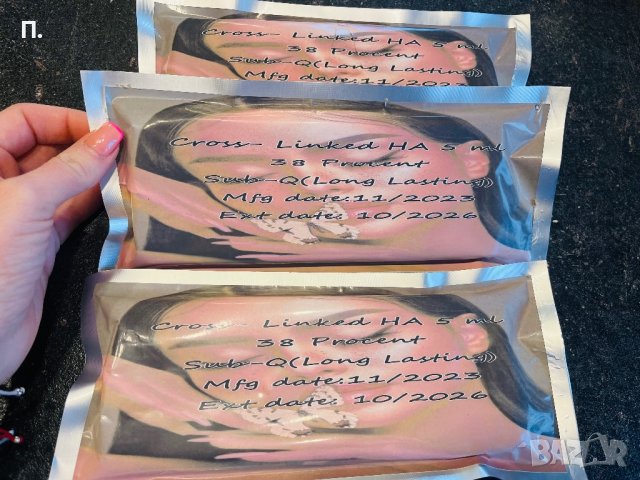 П.
Cross- Linked HA 5 ml
38 Procent
Sub-Q(Long Lasting)
Mfg date:11/2023
Cross- Linked HA 5 ml
38 Procent
Sub-Q(Long Lasting)
Mfg date:11/2023
Ext date: 10/2026
Cross- Linked HA 5 ml
38 Procent
Sub-Q(Long Lasting)
Mfg date:11/2023
Ext date: 10/2026
BAZAR